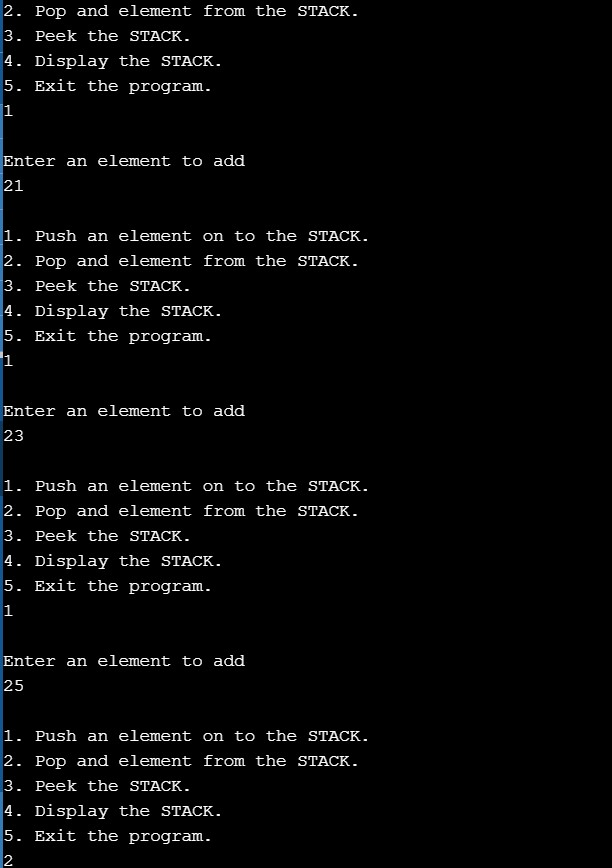 2. Pop and element from the STACK.
3. Peek the STACK.
4. Display the STACK.
5. Exit the program.
1
Enter an element to add
21
1. Push an element on to the STACK.
2. Pop and element from the STACK.
3. Peek the STACK.
4. Display the STACK.
5. Exit the program.
1
Enter an element to add
23
1. Push an element on to the STACK.
2. Pop and element from the STACK.
3. Peek the STACK.
4. Display the STACK.
5. Exit the program.
1
Enter an element to add
25
1. Push an element on to the STACK.
2. Pop and element from the STACK.
3. Peek the STACK.
4. Display the STACK.
5. Exit the program.
2